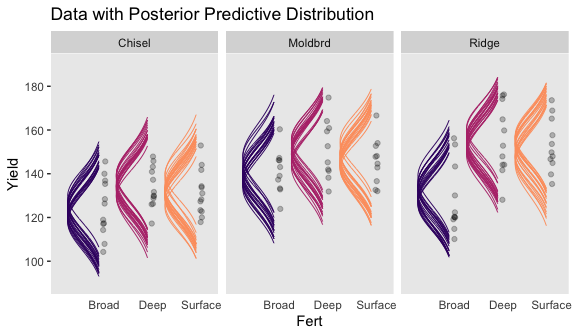 Data with Posterior Predictive Distribution
Chisel Moldbrd Ridge
Yield
180
160
140
120
100
Broad Deep Surface Broad Deep Surface Broad Deep Surface
Fert